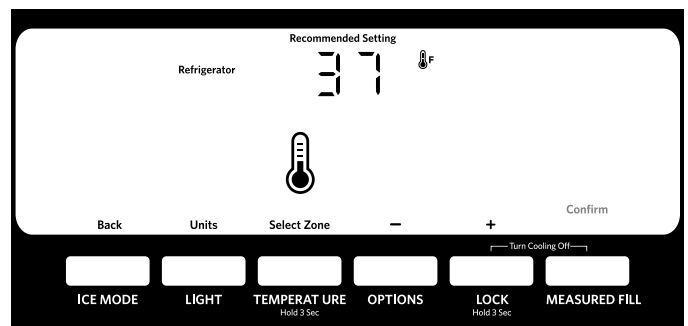 Recommended Setting
Refrigerator 37 F
Back Units Select Zone − + Confirm
Turn Cooling Off
ICE MODE LIGHT TEMPERAT URE OPTIONS LOCK MEASURED FILL
Hold 3 Sec Hold 3 Sec